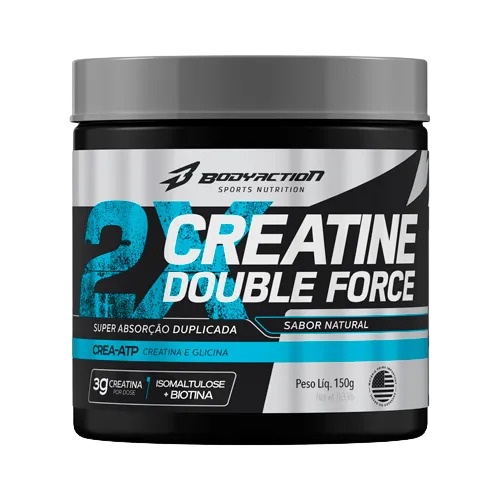 BODYACTION
SPORTS NUTRITION
2X CREATINE
DOUBLE FORCE
SUPER ABSORÇÃO DUPLICADA
SABOR NATURAL
CREA-ATP CREATINA E GLICINA
3g CREATINA
POR DOSE
ISOMALTULOSE
+ BIOTINA
Peso Líq. 150g